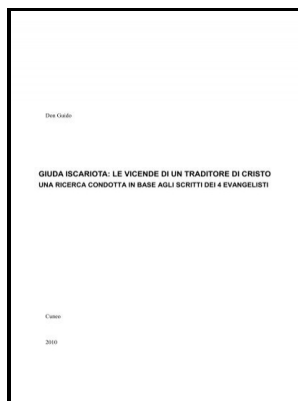 Don Guido
GIUDA ISCARIOTA: LE VICENDE DI UN TRADITORE DI CRISTO
UNA RICERCA CONDOTTA IN BASE AGLI SCRITTI DEI 4 EVANGELISTI
Cuneo
2010